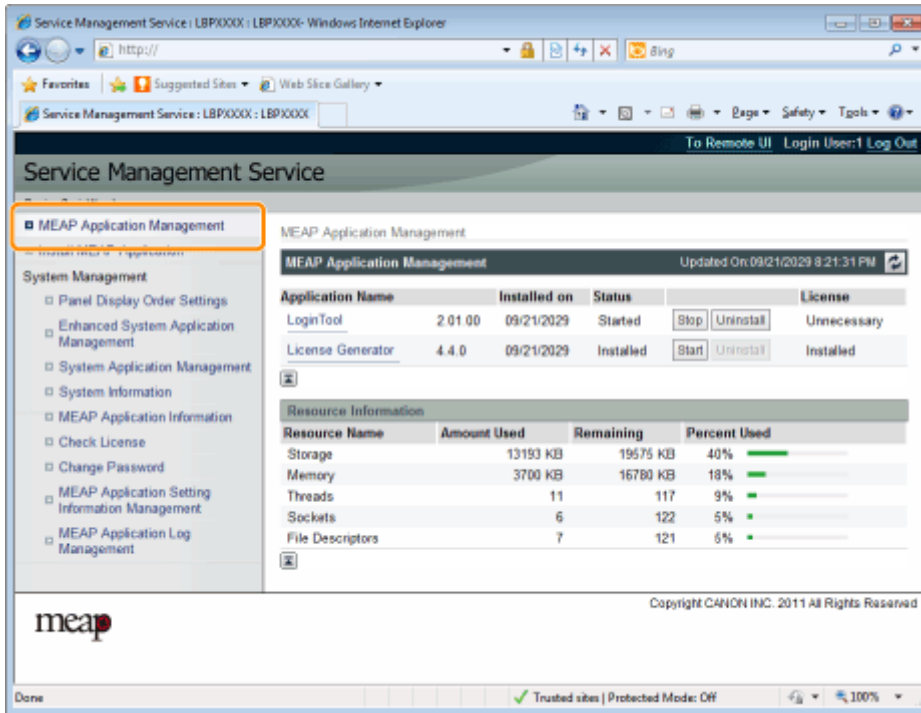 Service Management Service : LBPXXXX : LBPXXXX- Windows Internet Explorer
http://
Bing
Favorites Suggested Sites Web Slice Gallery
Service Management Service : LBPXXXX : LBPXXXX
Page Safety Tools
To Remote UI Login User:1 Log Out
Service Management Service
MEAP Application Management
Install MEAP Application
System Management
Panel Display Order Settings
Enhanced System Application
Management
System Application Management
System Information
MEAP Application Information
Check License
Change Password
MEAP Application Setting
Information Management
MEAP Application Log
Management
MEAP Application Management
MEAP Application Management Updated On:09/21/2029 8:21:31 PM
Application Name Installed on Status License
LoginTool 2.01.00 09/21/2029 Started Stop Uninstall Unnecessary
License Generator 4.4.0 09/21/2029 Installed Start Uninstall Installed
Resource Information
Resource Name Amount Used Remaining Percent Used
Storage 13193 KB 19575 KB 40%
Memory 3700 KB 16780 KB 18%
Threads 11 117 9%
Sockets 6 122 5%
File Descriptors 7 121 6%
Copyright CANON INC. 2011 All Rights Reserved
meap
Done Trusted sites | Protected Mode: Off 100%